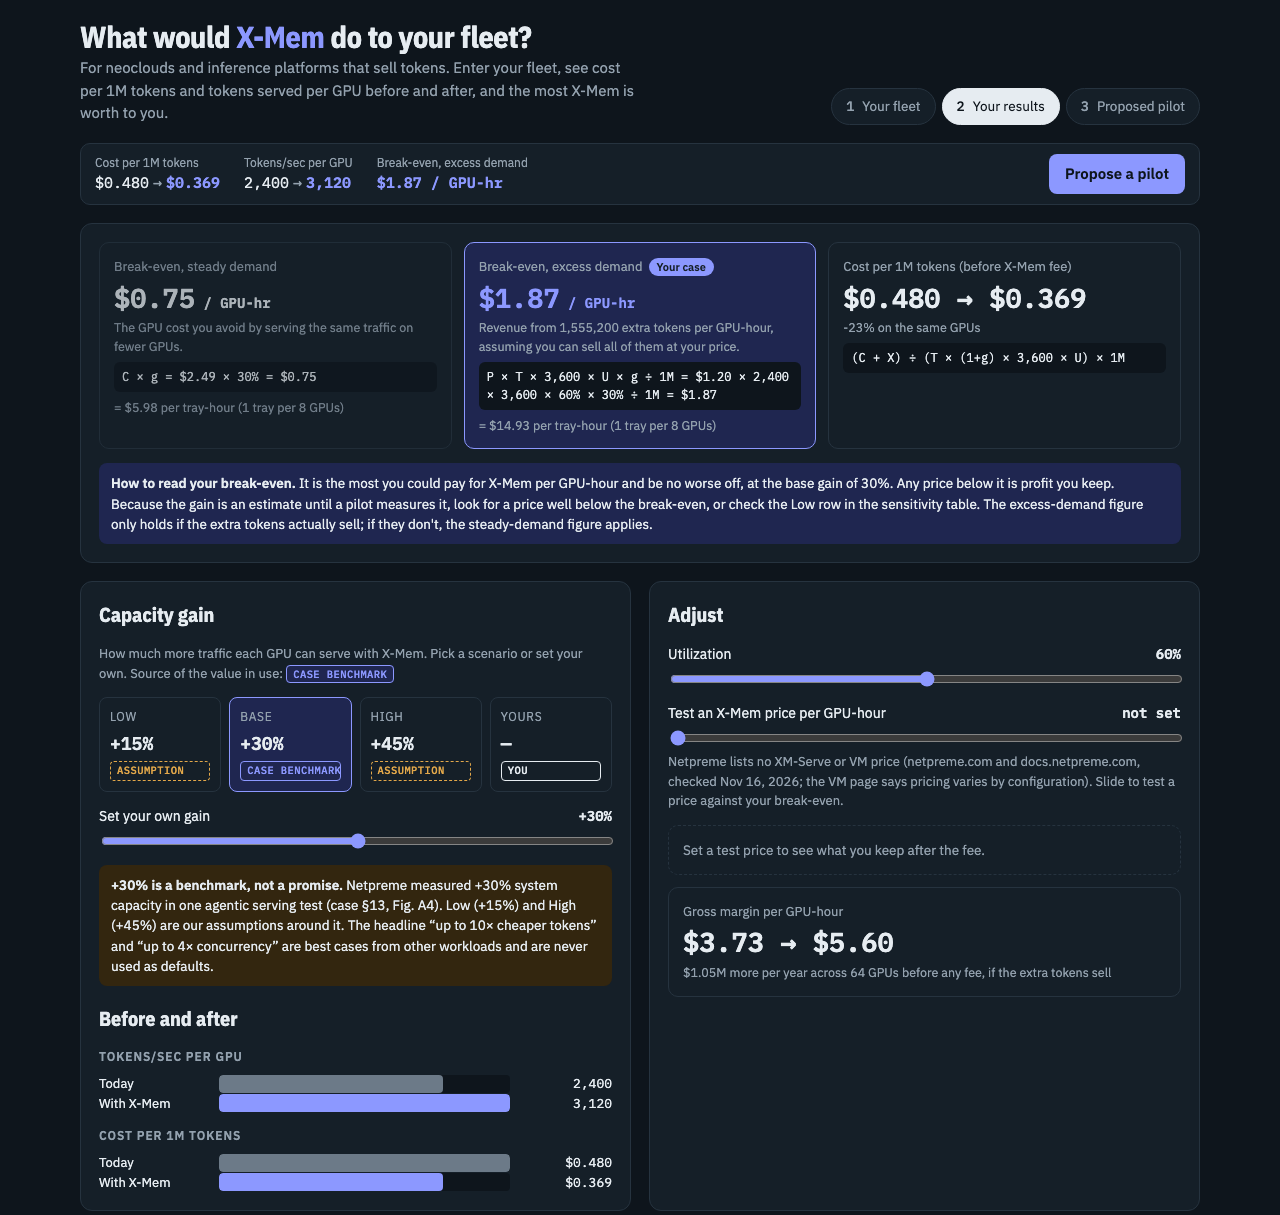 What would X-Mem do to your fleet?
For neoclouds and inference platforms that sell tokens. Enter your fleet, see cost
per 1M tokens and tokens served per GPU before and after, and the most X-Mem is
worth to you.
1 Your fleet
2 Your results
3 Proposed pilot
Cost per 1M tokens
$0.480 → $0.369
Tokens/sec per GPU
2,400 → 3,120
Break-even, excess demand
$1.87 / GPU-hr
Propose a pilot
Break-even, steady demand
$0.75 / GPU-hr
The GPU cost you avoid by serving the same traffic on
fewer GPUs.
C × g = $2.49 × 30% = $0.75
= $5.98 per tray-hour (1 tray per 8 GPUs)
Break-even, excess demand Your case
$1.87 / GPU-hr
Revenue from 1,555,200 extra tokens per GPU-hour,
assuming you can sell all of them at your price.
P × T × 3,600 × U × g ÷ 1M = $1.20 × 2,400
× 3,600 × 60% × 30% ÷ 1M = $1.87
= $14.93 per tray-hour (1 tray per 8 GPUs)
Cost per 1M tokens (before X-Mem fee)
$0.480 → $0.369
-23% on the same GPUs
(C + X) ÷ (T × (1+g) × 3,600 × U) × 1M
How to read your break-even. It is the most you could pay for X-Mem per GPU-hour and be no worse off, at the base gain of 30%. Any price below it is profit you keep.
Because the gain is an estimate until a pilot measures it, look for a price well below the break-even, or check the Low row in the sensitivity table. The excess-demand figure
only holds if the extra tokens actually sell; if they don't, the steady-demand figure applies.
Capacity gain
How much more traffic each GPU can serve with X-Mem. Pick a scenario or set your
own. Source of the value in use: CASE BENCHMARK
LOW
+15%
ASSUMPTION
BASE
+30%
CASE BENCHMARK
HIGH
+45%
ASSUMPTION
YOURS
—
YOU
Set your own gain
+30%
+30% is a benchmark, not a promise. Netpreme measured +30% system
capacity in one agentic serving test (case §13, Fig. A4). Low (+15%) and High
(+45%) are our assumptions around it. The headline “up to 10× cheaper tokens”
and “up to 4× concurrency” are best cases from other workloads and are never
used as defaults.
Before and after
TOKENS/SEC PER GPU
Today 2,400
With X-Mem 3,120
COST PER 1M TOKENS
Today $0.480
With X-Mem $0.369
Adjust
Utilization 60%
Test an X-Mem price per GPU-hour not set
Netpreme lists no XM-Serve or VM price (netpreme.com and docs.netpreme.com,
checked Nov 16, 2026; the VM page says pricing varies by configuration). Slide to test a
price against your break-even.
Set a test price to see what you keep after the fee.
Gross margin per GPU-hour
$3.73 → $5.60
$1.05M more per year across 64 GPUs before any fee, if the extra tokens sell